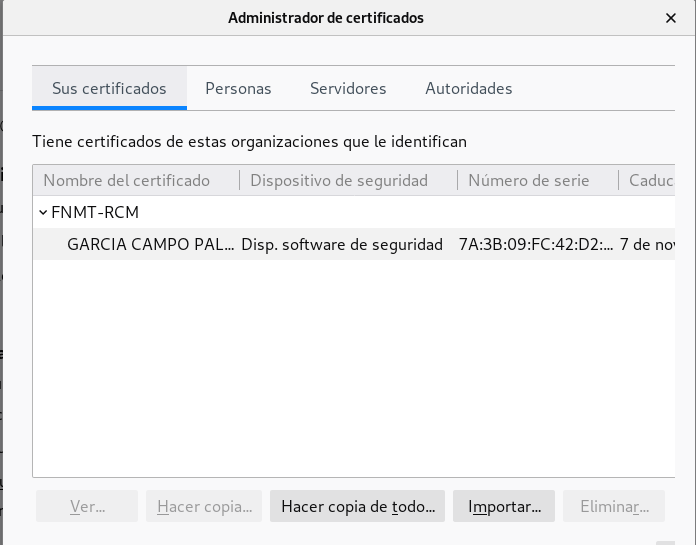 Administrador de certificados
Sus certificados Personas Servidores Autoridades
Tiene certificados de estas organizaciones que le identifican
Nombre del certificado Dispositivo de seguridad Número de serie Caduc
FNMT-RCM
GARCIA CAMPO PAL... Disp. software de seguridad 7A:3B:09:FC:42:D2:... 7 de nov
Ver... Hacer copia... Hacer copia de todo... Importar... Eliminar...